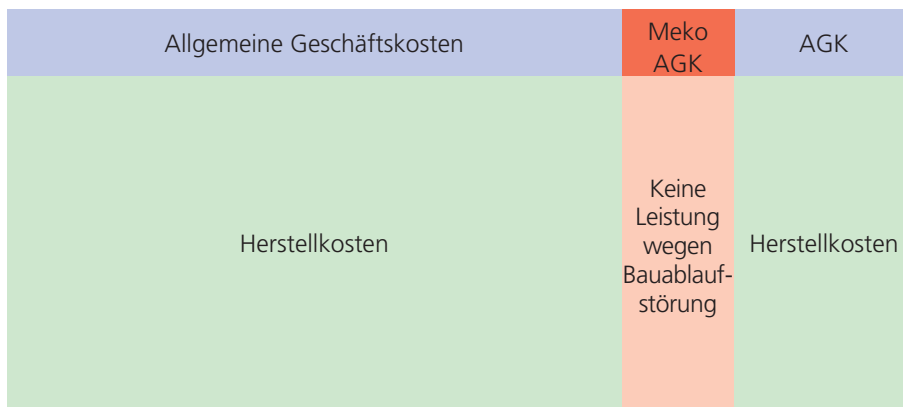 Allgemeine Geschäftskosten
Meko
AGK
AGK
Herstellkosten
Keine
Leistung
wegen
Bauablauf-
störung
Herstellkosten